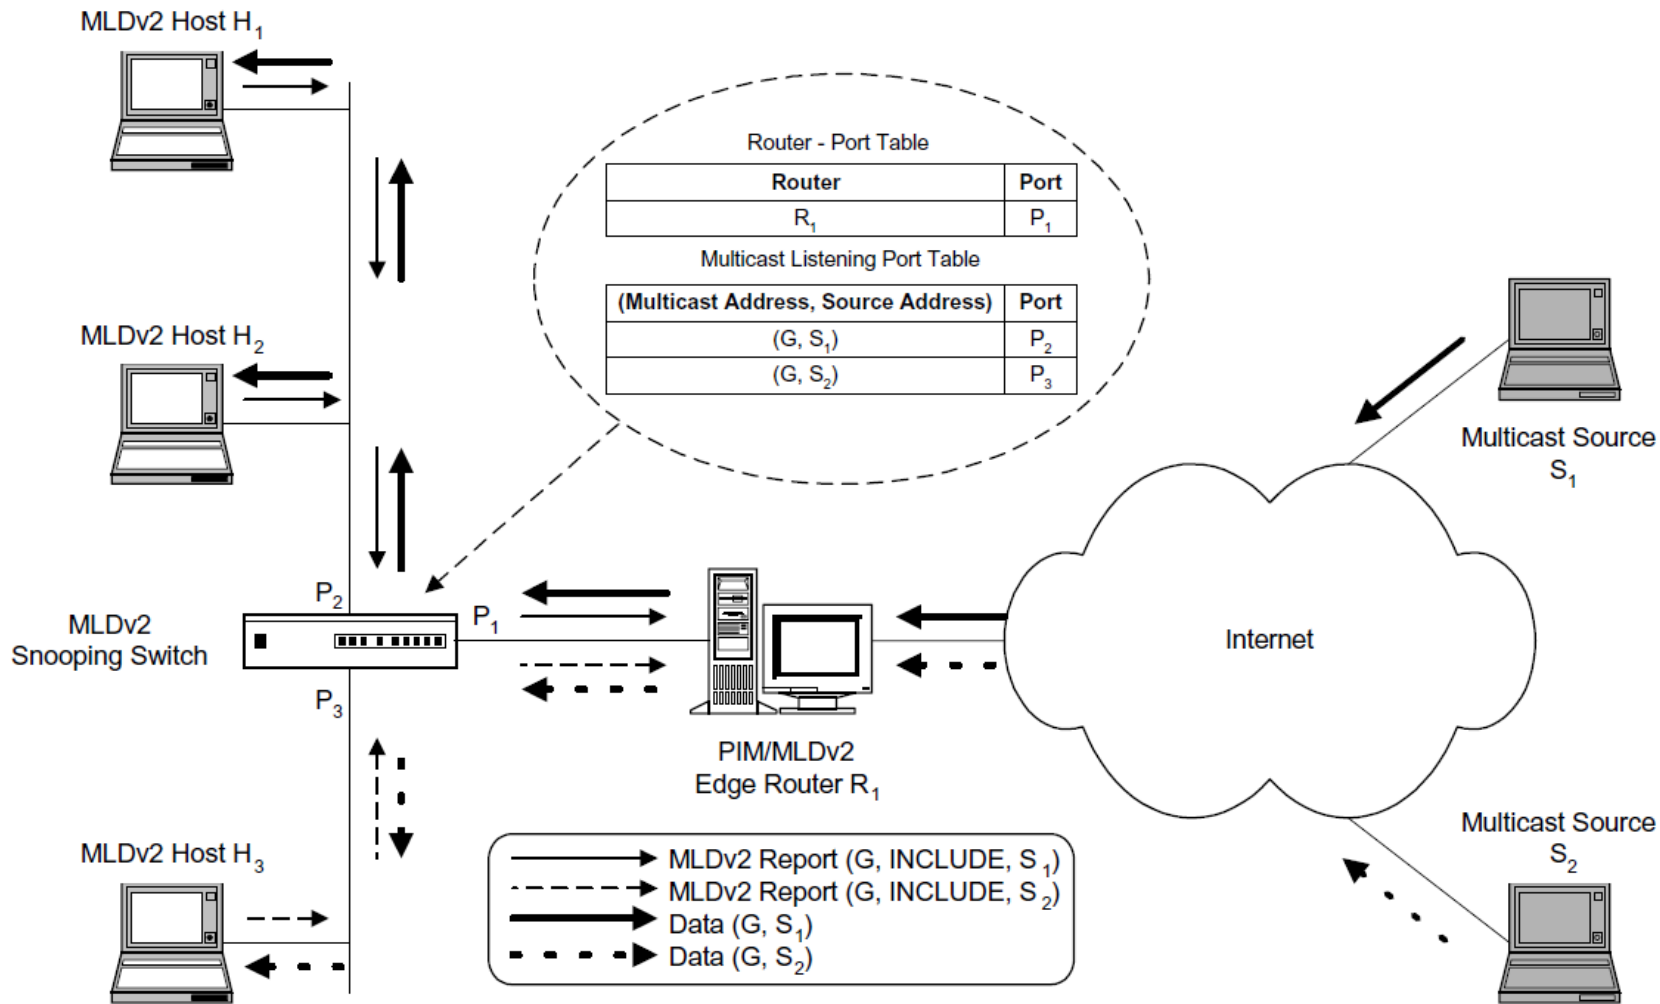 MLDv2 Host H1
Router - Port Table
Router Port
R1 P1
Multicast Listening Port Table
(Multicast Address, Source Address) Port
(G, S1) P2
(G, S2) P3
MLDv2 Host H2
Multicast Source
S1
P2
P1
MLDv2
Snooping Switch
P3
Internet
PIM/MLDv2
Edge Router R1
MLDv2 Host H3
MLDv2 Report (G, INCLUDE, S1)
MLDv2 Report (G, INCLUDE, S2)
Data (G, S1)
Data (G, S2)
Multicast Source
S2